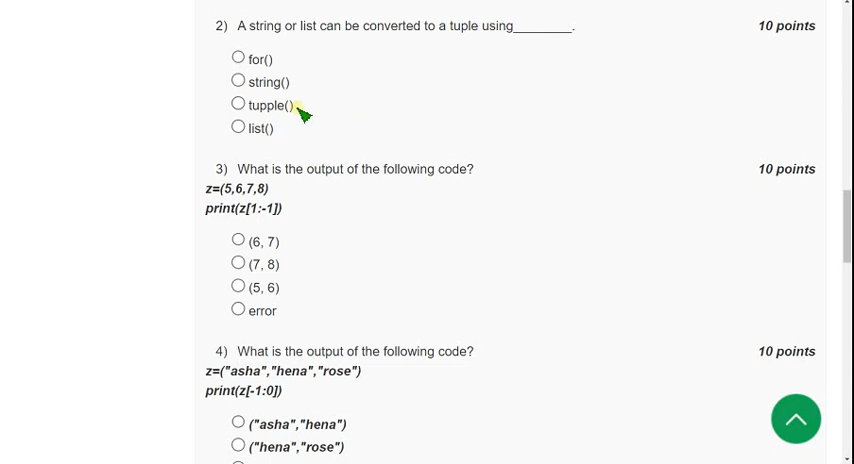 2) A string or list can be converted to a tuple using________. 10 points
for()
string()
tupple()
list()
3) What is the output of the following code? 10 points
z=(5,6,7,8)
print(z[1:-1])
(6, 7)
(7, 8)
(5, 6)
error
4) What is the output of the following code? 10 points
z=("asha","hena","rose")
print(z[-1:0])
("asha","hena")
("hena","rose")